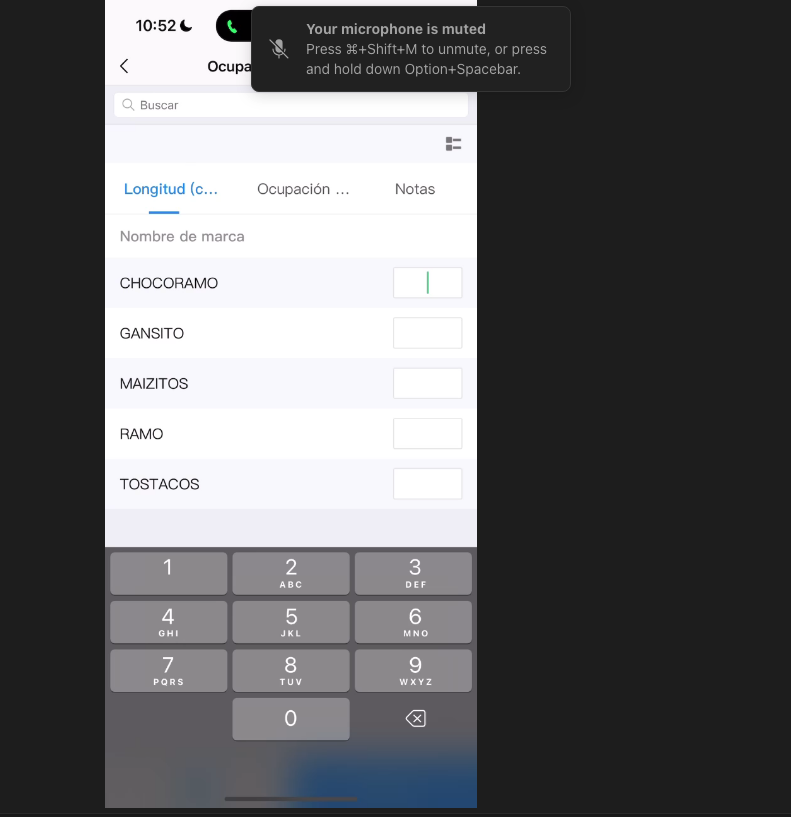 10:52
Your microphone is muted
Press ⌘+Shift+M to unmute, or press
and hold down Option+Spacebar.
Ocupa
Buscar
Longitud (c... Ocupación ... Notas
Nombre de marca
CHOCORAMO
GANSITO
MAIZITOS
RAMO
TOSTACOS
1 2 3
ABC DEF
4 5 6
GHI JKL MNO
7 8 9
PQRS TUV WXYZ
0